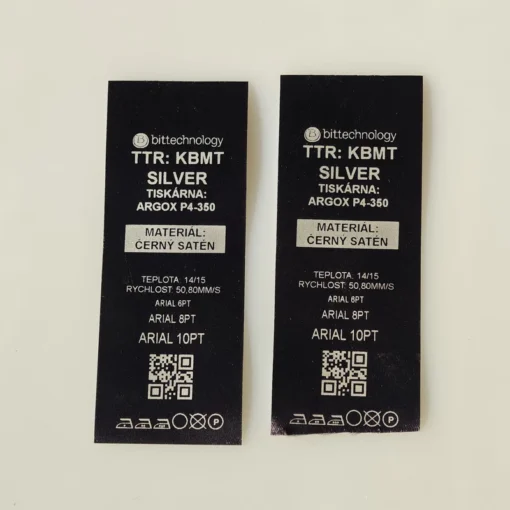 bittechnology
TTR: KBMT
SILVER
TISKÁRNA:
ARGOX P4-350
MATERIÁL:
ČERNÝ SATÉN
TEPLOTA: 14/15
RYCHLOST: 50,80MM/S
ARIAL 6PT
ARIAL 8PT
ARIAL 10PT
P
bittechnology
TTR: KBMT
SILVER
TISKÁRNA:
ARGOX P4-350
MATERIÁL:
ČERNÝ SATÉN
TEPLOTA: 14/15
RYCHLOST: 50,80MM/S
ARIAL 6PT
ARIAL 8PT
ARIAL 10PT
P